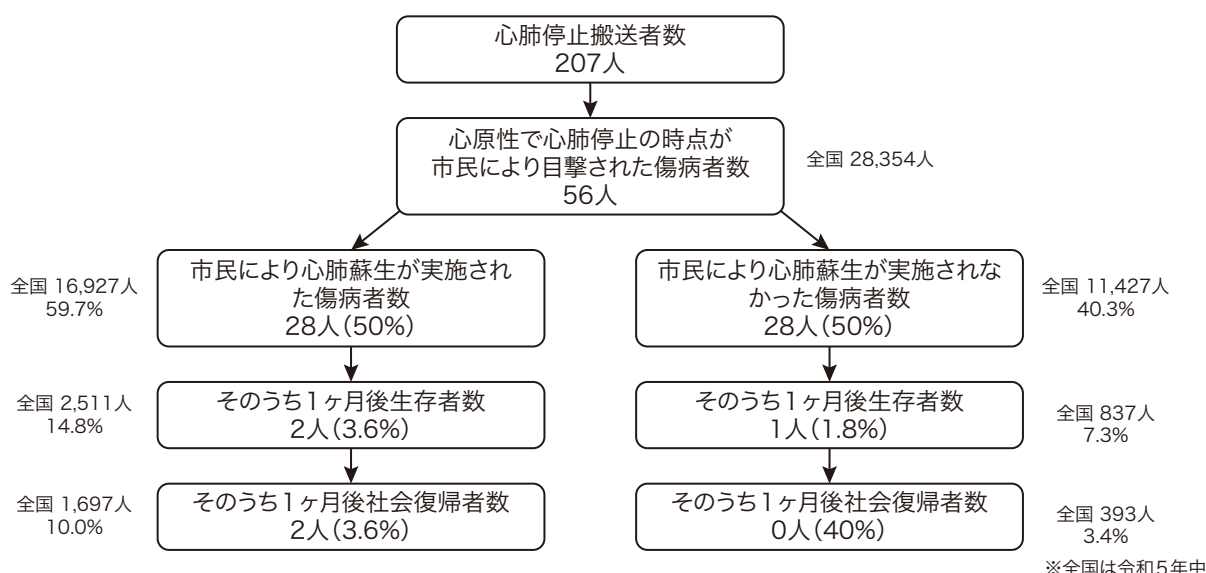 心肺停止搬送者数
207人
心原性で心肺停止の時点が
市民により目撃された傷病者数
56人
全国 28,354人
全国 16,927人
59.7%
市民により心肺蘇生が実施され
た傷病者数
28人(50%)
市民により心肺蘇生が実施されな
かった傷病者数
28人(50%)
全国 11,427人
40.3%
全国 2,511人
14.8%
そのうち1ヶ月後生存者数
2人(3.6%)
そのうち1ヶ月後生存者数
1人(1.8%)
全国 837人
7.3%
全国 1,697人
10.0%
そのうち1ヶ月後社会復帰者数
2人(3.6%)
そのうち1ヶ月後社会復帰者数
0人(40%)
全国 393人
3.4%
※全国は令和5年中